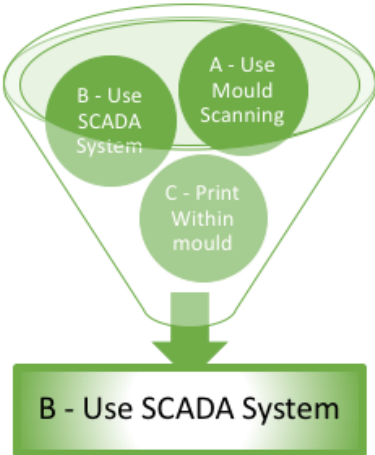 A - Use
Mould
Scanning
B - Use
SCADA
System
C - Print
Within
mould
B - Use SCADA System